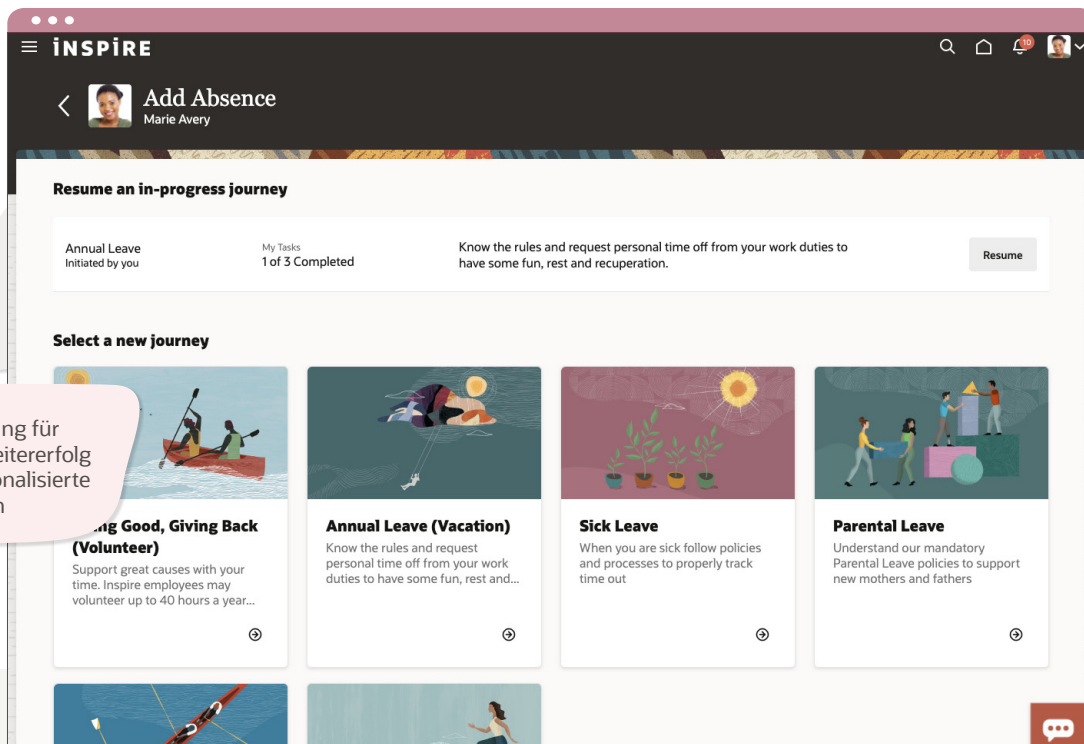 iNSPiRE
10
Add Absence
Marie Avery
Resume an in-progress journey
Annual Leave
Initiated by you
My Tasks
1 of 3 Completed
Know the rules and request personal time off from your work duties to
have some fun, rest and recuperation.
Resume
Select a new journey
ng für
eitererfolg
onalisierte
n
ng Good, Giving Back
(Volunteer)
Support great causes with your
time. Inspire employees may
volunteer up to 40 hours a year...
Annual Leave (Vacation)
Know the rules and request
personal time off from your work
duties to have some fun, rest and...
Sick Leave
When you are sick follow policies
and processes to properly track
time out
Parental Leave
Understand our mandatory
Parental Leave policies to support
new mothers and fathers